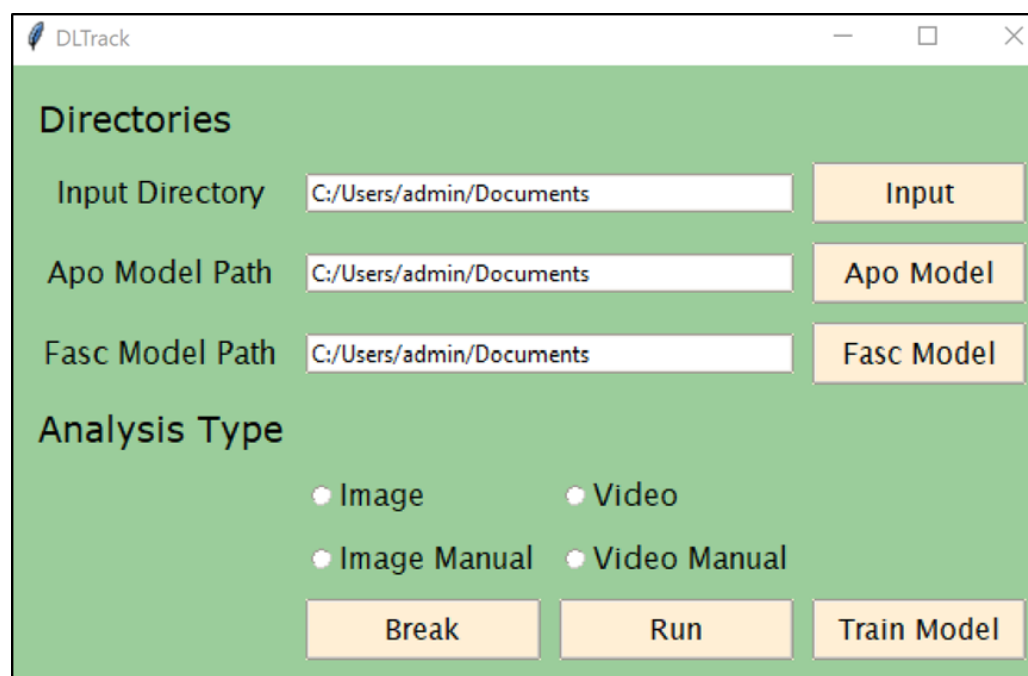 DLTrack
Directories
Input Directory C:/Users/admin/Documents Input
Apo Model Path C:/Users/admin/Documents Apo Model
Fasc Model Path C:/Users/admin/Documents Fasc Model
Analysis Type
Image Video
Image Manual Video Manual
Break Run Train Model